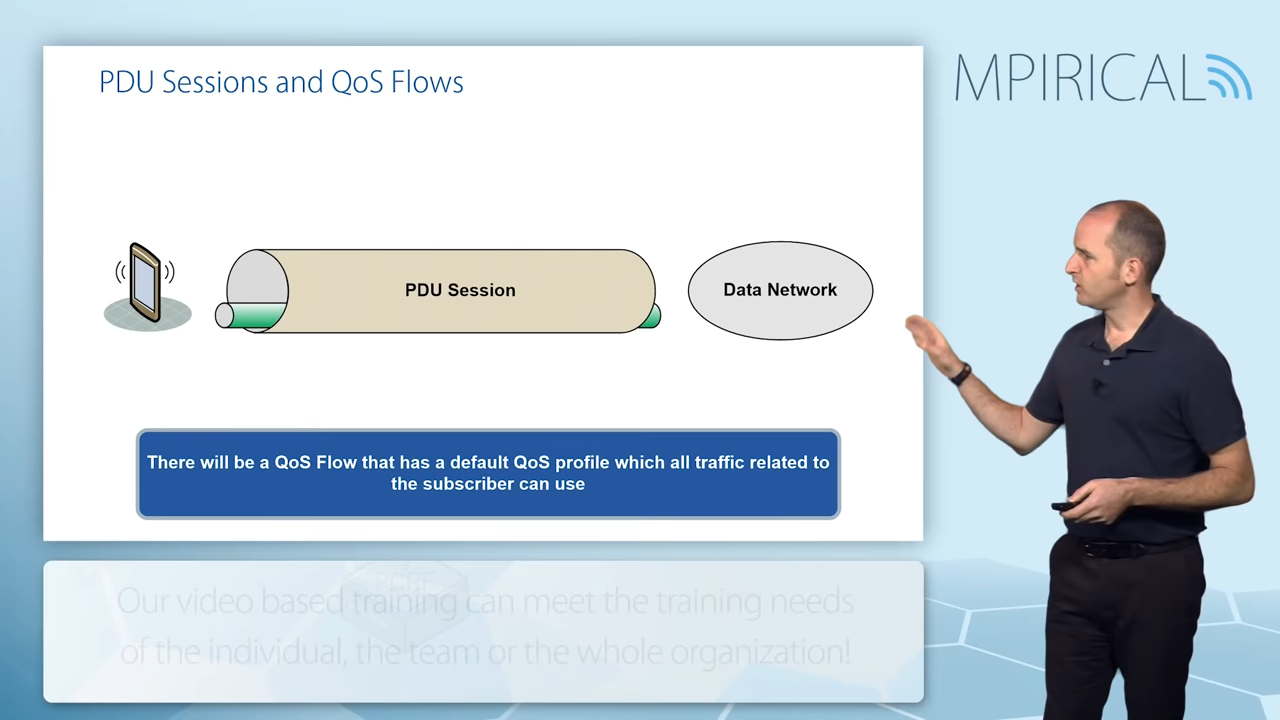 PDU Sessions and QoS Flows
MPIRICAL
PDU Session
Data Network
There will be a QoS Flow that has a default QoS profile which all traffic related to
the subscriber can use
Our video based training can meet the training needs
of the individual, the team or the whole organization!